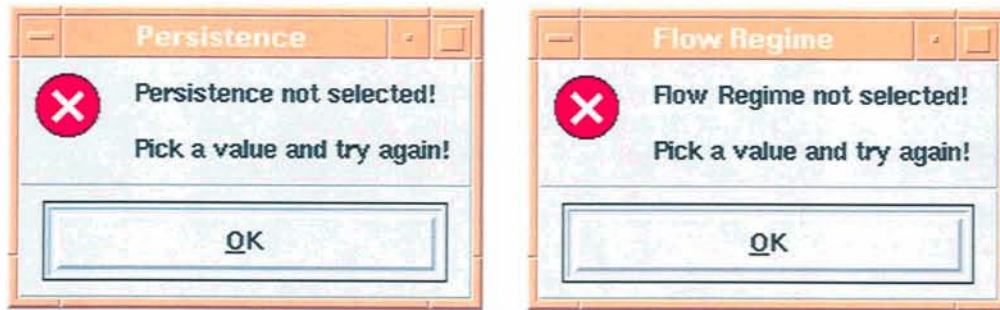 Persistence
Persistence not selected!
Pick a value and try again!
OK
Flow Regime
Flow Regime not selected!
Pick a value and try again!
OK